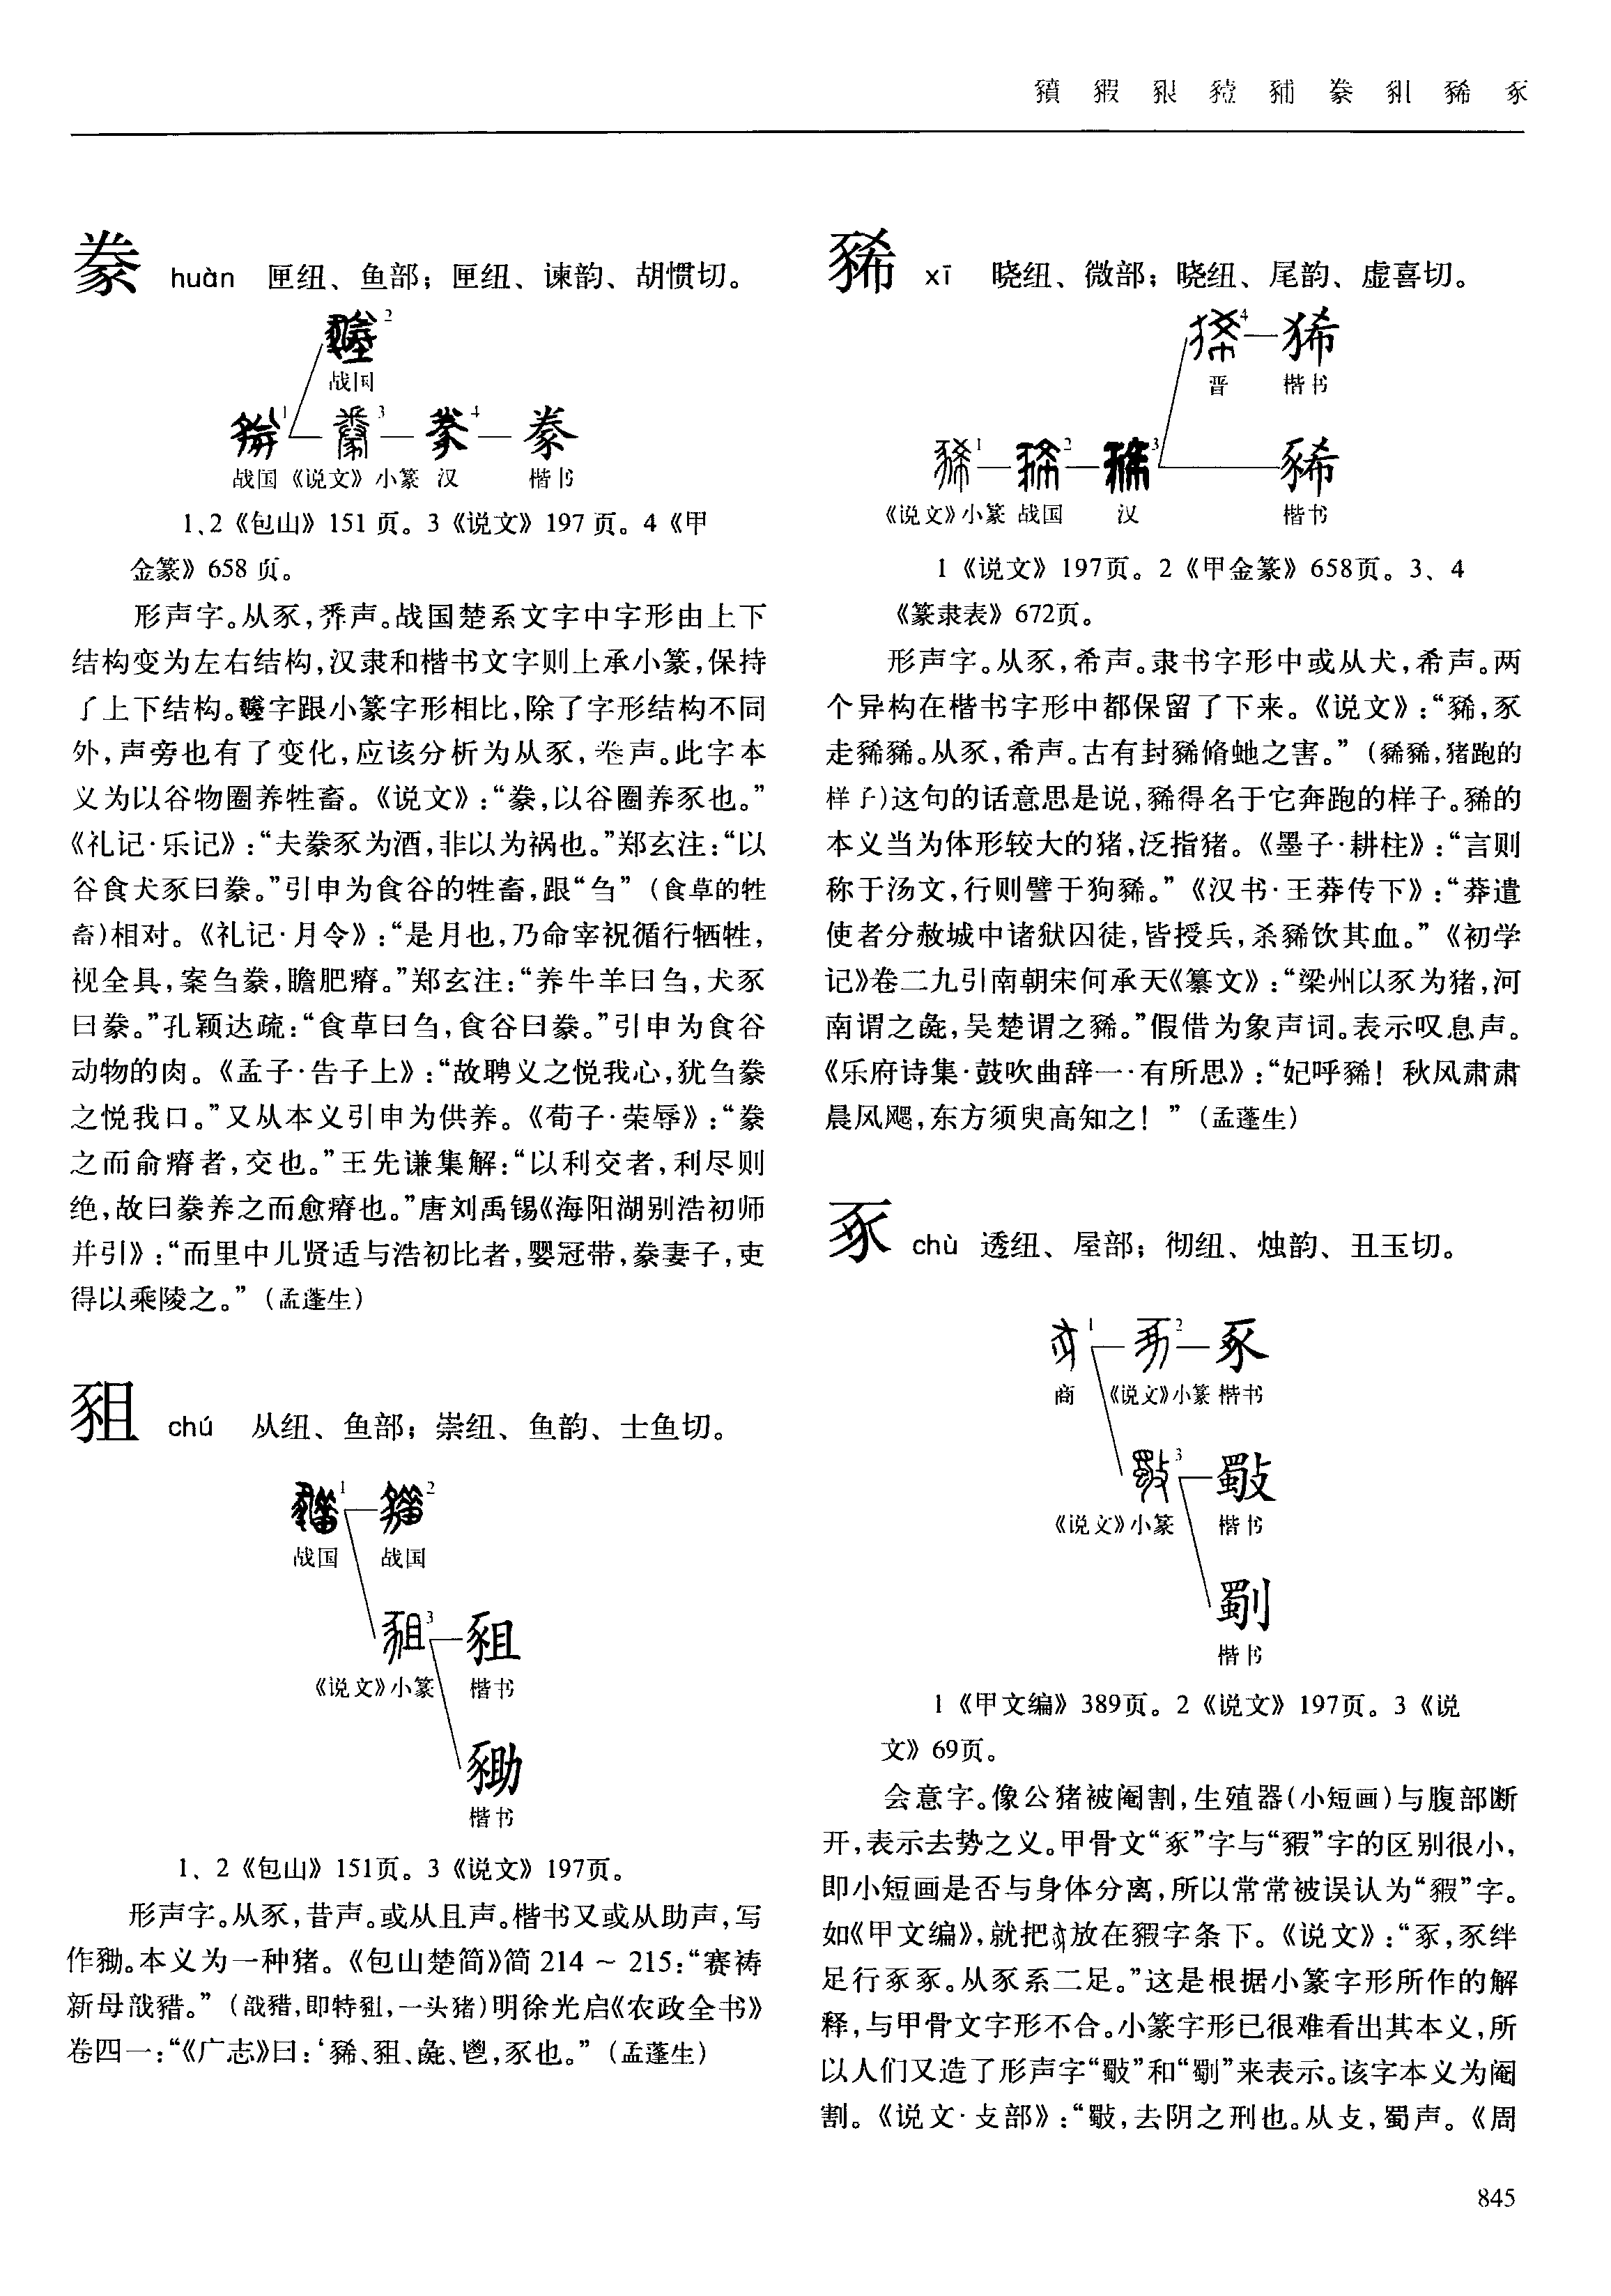 豶 豭 豤 豷 豧 豢 豠 豨 豖
豢 huàn 匣纽、鱼部；匣纽、谏韵、胡惯切。
2
战国
1 3 4 豢
战国 《说文》小篆 汉 楷书
1、2《包山》151 页。3《说文》197 页。4《甲
金篆》658 页。
形声字。从豕，𢍏声。战国楚系文字中字形由上下
结构变为左右结构，汉隶和楷书文字则上承小篆，保持
了上下结构。字跟小篆字形相比，除了字形结构不同
外，声旁也有了变化，应该分析为从豕，声。此字本
义为以谷物圈养牲畜。《说文》：“豢，以谷圈养豕也。”
《礼记·乐记》：“夫豢豕为酒，非以为祸也。”郑玄注：“以
谷食犬豕曰豢。”引申为食谷的牲畜，跟“刍”（食草的牲
畜）相对。《礼记·月令》：“是月也，乃命宰祝循行牺牲，
视全具，案刍豢，瞻肥瘠。”郑玄注：“养牛羊曰刍，犬豕
曰豢。”孔颖达疏：“食草曰刍，食谷曰豢。”引申为食谷
动物的肉。《孟子·告子上》：“故聘义之悦我心，犹刍豢
之悦我口。”又从本义引申为供养。《荀子·荣辱》：“豢
之而俞瘠者，交也。”王先谦集解：“以利交者，利尽则
绝，故曰豢养之而愈瘠也。”唐刘禹锡《海阳湖别浩初师
并引》：“而里中儿贤适与浩初比者，婴冠带，豢妻子，吏
得以乘陵之。”（孟蓬生）
豠 chú 从纽、鱼部；崇纽、鱼韵、士鱼切。
1 2
战国 战国
3 豠
《说文》小篆 楷书
楷书
1、2《包山》151页。3《说文》197页。
形声字。从豕，昔声。或从且声。楷书又或从助声，写
作。本义为一种猪。《包山楚简》简 214 ~ 215：“赛祷
新母戠䝩。”（戠䝩，即特豠，一头猪）明徐光启《农政全书》
卷四一：“《广志》曰：‘豨、豠、彘、豳，豕也。”（孟蓬生）
豨 xī 晓纽、微部；晓纽、尾韵、虚喜切。
4 狶
晋 楷书
1 2 3 豨
《说文》小篆 战国 汉 楷书
1《说文》197页。2《甲金篆》658页。3、4
《篆隶表》672页。
形声字。从豕，希声。隶书字形中或从犬，希声。两
个异构在楷书字形中都保留了下来。《说文》：“豨，豕
走豨豨。从豕，希声。古有封豨脩虵之害。”（豨豨，猪跑的
样子）这句的话意思是说，豨得名于它奔跑的样子。豨的
本义当为体形较大的猪，泛指猪。《墨子·耕柱》：“言则
称于汤文，行则譬于狗豨。”《汉书·王莽传下》：“莽遣
使者分赦城中诸狱囚徒，皆授兵，杀豨饮其血。”《初学
记》卷二九引南朝宋何承天《纂文》：“梁州以豕为猪，河
南谓之彘，吴楚谓之豨。”假借为象声词。表示叹息声。
《乐府诗集·鼓吹曲辞一·有所思》：“妃呼豨！秋风肃肃
晨风飔，东方须臾高知之！”（孟蓬生）
豖 chù 透纽、屋部；彻纽、烛韵、丑玉切。
1 2 豖
商 《说文》小篆 楷书
3 斀
《说文》小篆 楷书
㓸
楷书
1《甲文编》389页。2《说文》197页。3《说
文》69页。
会意字。像公猪被阉割，生殖器（小短画）与腹部断
开，表示去势之义。甲骨文“豖”字与“豭”字的区别很小，
即小短画是否与身体分离，所以常常被误认为“豭”字。
如《甲文编》，就把放在豭字条下。《说文》：“豖，豕绊
足行豖豖。从豕系二足。”这是根据小篆字形所作的解
释，与甲骨文字形不合。小篆字形已很难看出其本义，所
以人们又造了形声字“斀”和“㓸”来表示。该字本义为阉
割。《说文·攴部》：“斀，去阴之刑也。从攴，蜀声。《周
845